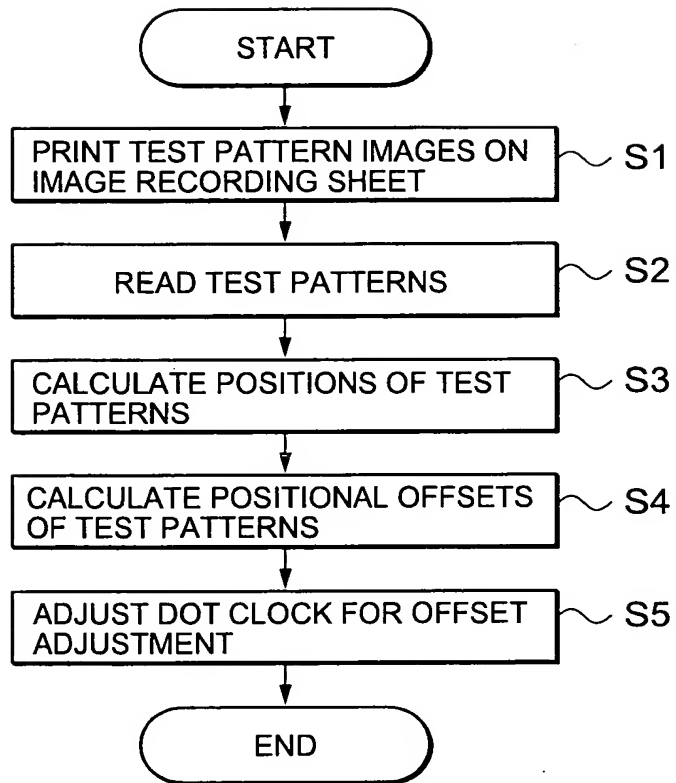 START
PRINT TEST PATTERN IMAGES ON
IMAGE RECORDING SHEET
S1
READ TEST PATTERNS
S2
CALCULATE POSITIONS OF TEST
PATTERNS
S3
CALCULATE POSITIONAL OFFSETS
OF TEST PATTERNS
S4
ADJUST DOT CLOCK FOR OFFSET
ADJUSTMENT
S5
END